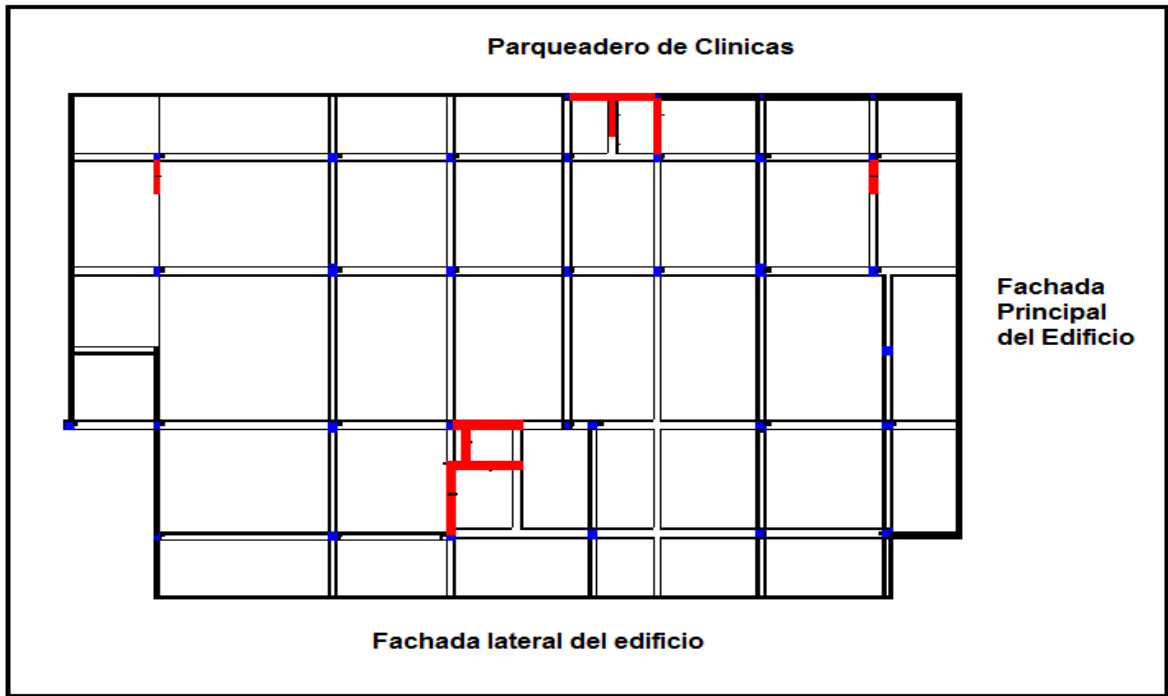 Parqueadero de Clinicas
Fachada
Principal
del Edificio
Fachada lateral del edificio